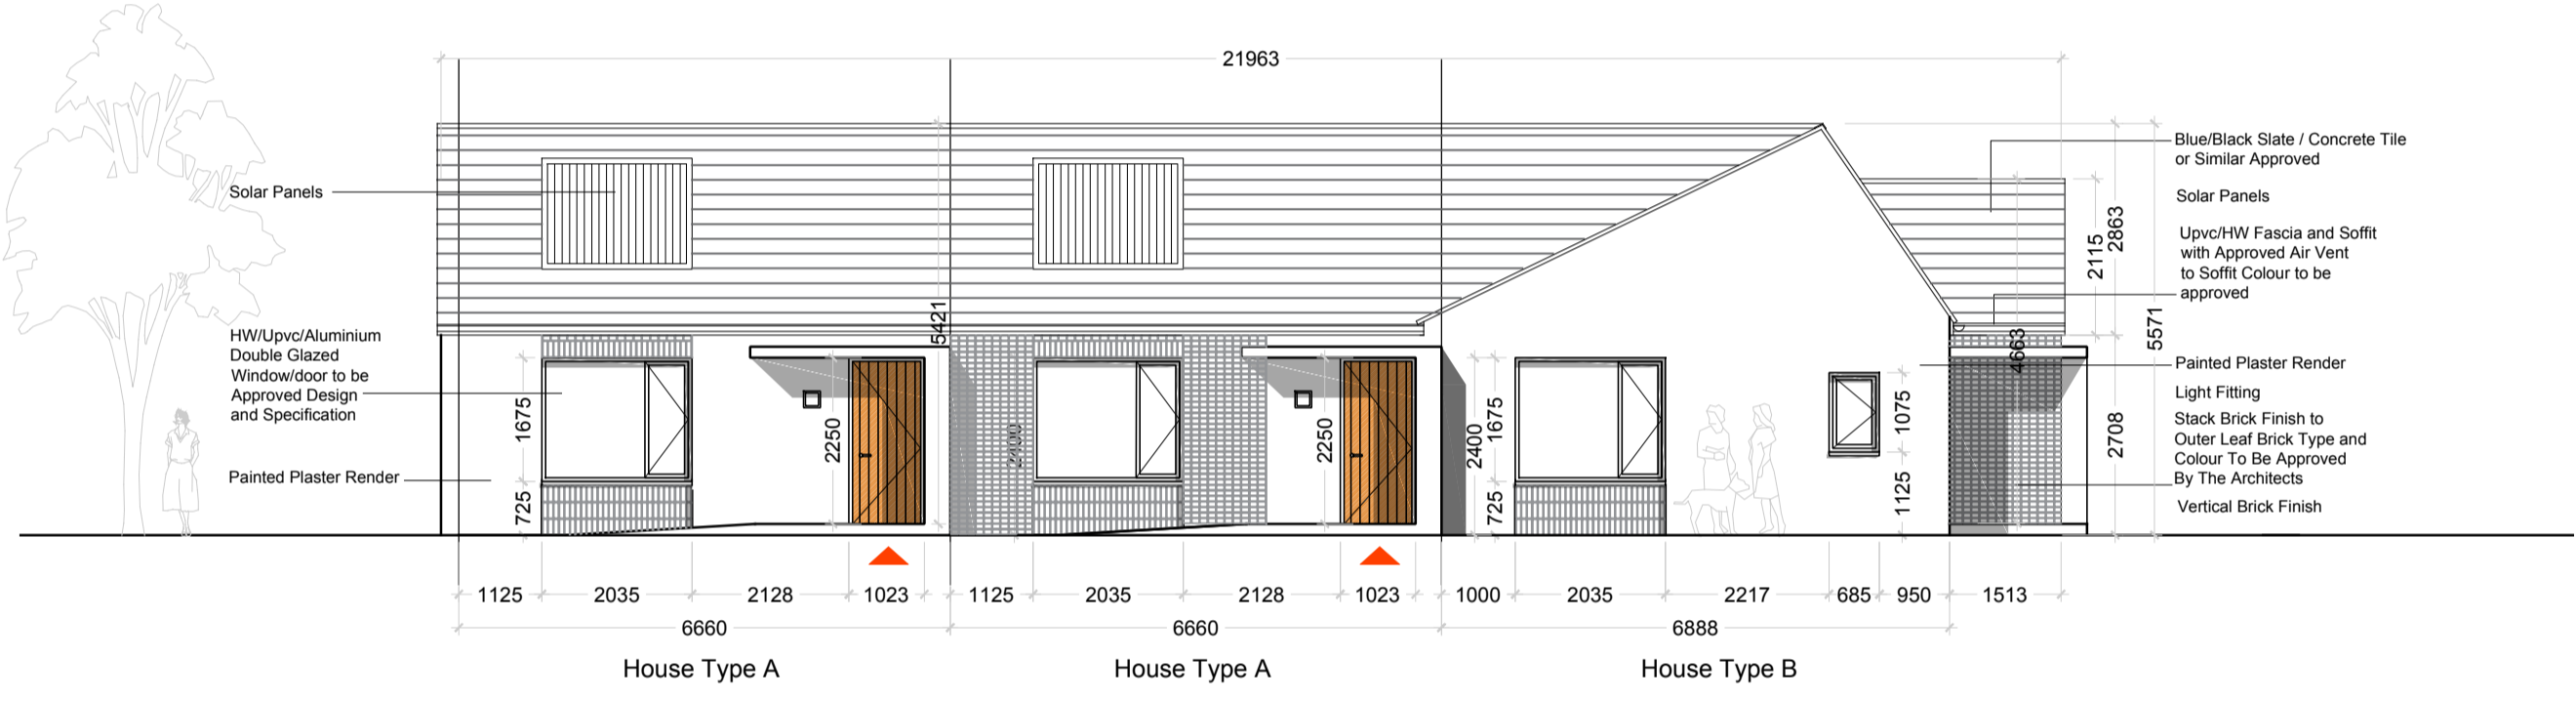 21963
Solar Panels
HW/Upvc/Aluminium
Double Glazed
Window/door to be
Approved Design
and Specification
Painted Plaster Render
1675
725
2250
5421
2250
2400
1675
725
1075
1125
4663
2115
2863
2708
5571
Blue/Black Slate / Concrete Tile
or Similar Approved
Solar Panels
Upvc/HW Fascia and Soffit
with Approved Air Vent
to Soffit Colour to be
approved
Painted Plaster Render
Light Fitting
Stack Brick Finish to
Outer Leaf Brick Type and
Colour To Be Approved
By The Architects
Vertical Brick Finish
1125 2035 2128 1023 1125 2035 2128 1023 1000 2035 2217 685 950 1513
6660 6660 6888
House Type A House Type A House Type B